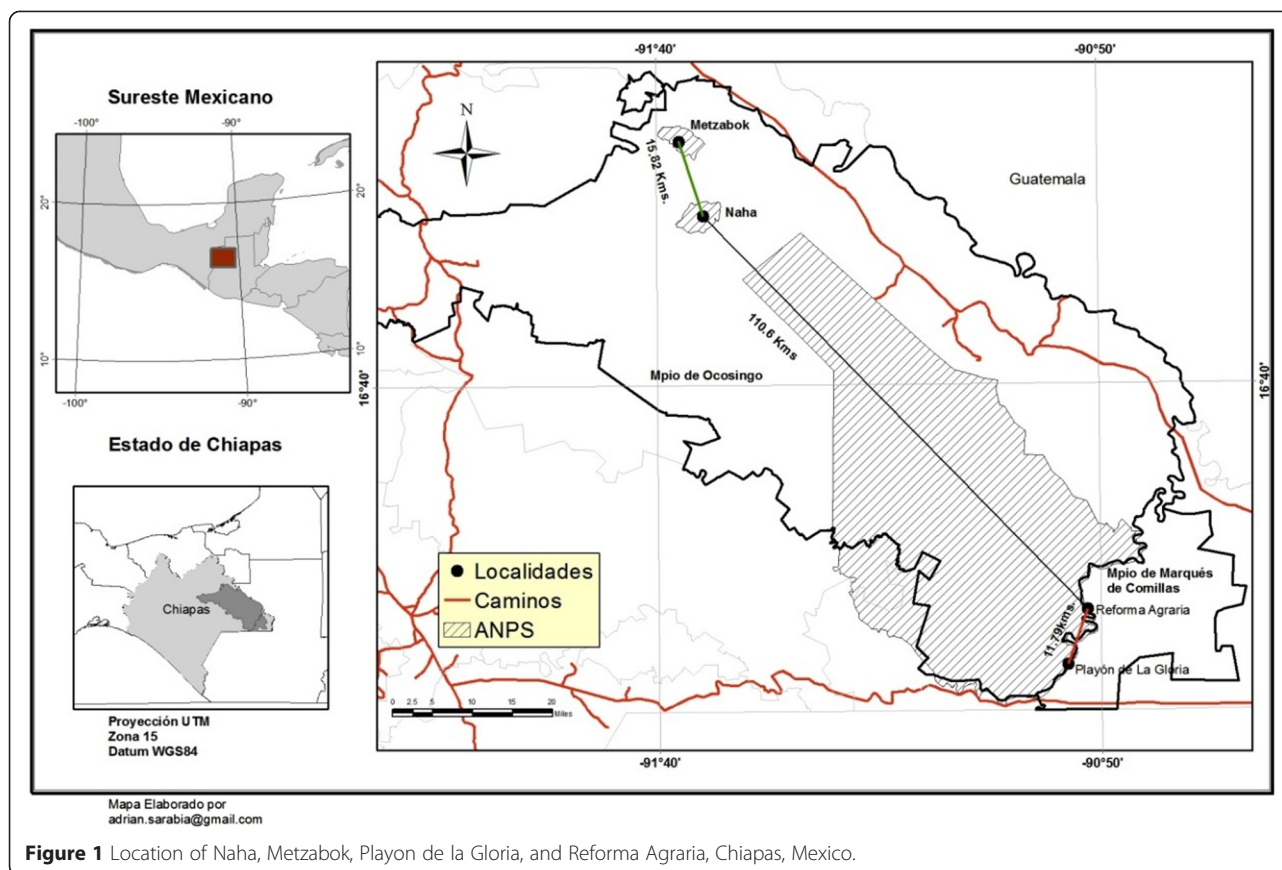 Sureste Mexicano
-100°
-90°
20°
20°
10°
10°
-100°
-90°
Estado de Chiapas
Chiapas
Proyección UTM
Zona 15
Datum WGS84
Mapa Elaborado por
adrian.sarabia@gmail.com
-91°40'
-90°50'
N
Metzabok
15.82 Kms.
Naha
Guatemala
110.6 Kms
16°40'
16°40'
Mpio de Ocosingo
Localidades
Caminos
ANPS
Mpio de Marqués
de Comillas
Reforma Agraria
11.79kms.
Playón de La Gloria
0 2.5 5 10 15 20
Miles
-91°40'
-90°50'
Figure 1 Location of Naha, Metzabok, Playon de la Gloria, and Reforma Agraria, Chiapas, Mexico.